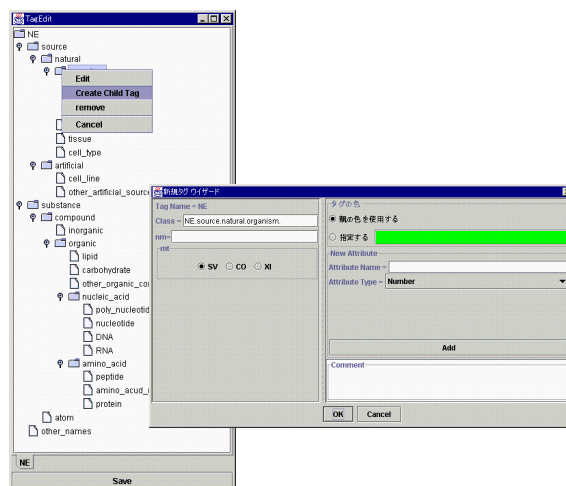 TagEdit
NE
source
natural
Edit
Create Child Tag
remove
Cancel
tissue
cell_type
artificial
cell_line
other_artificial_source
substance
compound
inorganic
organic
lipid
carbohydrate
other_organic_co
nucleic_acid
poly_nucleotid
nucleotide
DNA
RNA
amino_acid
peptide
amino_acud_
protein
atom
other_names
NE
Save
新規タグ ウィザード
Tag Name = NE
Class = NE.source.natural.organism.
nm=
mt
SV CO XI
タグの色
親の色を使用する
指定する
New Attribute
Attribute Name =
Attribute Type = Number
Add
Comment
OK Cancel